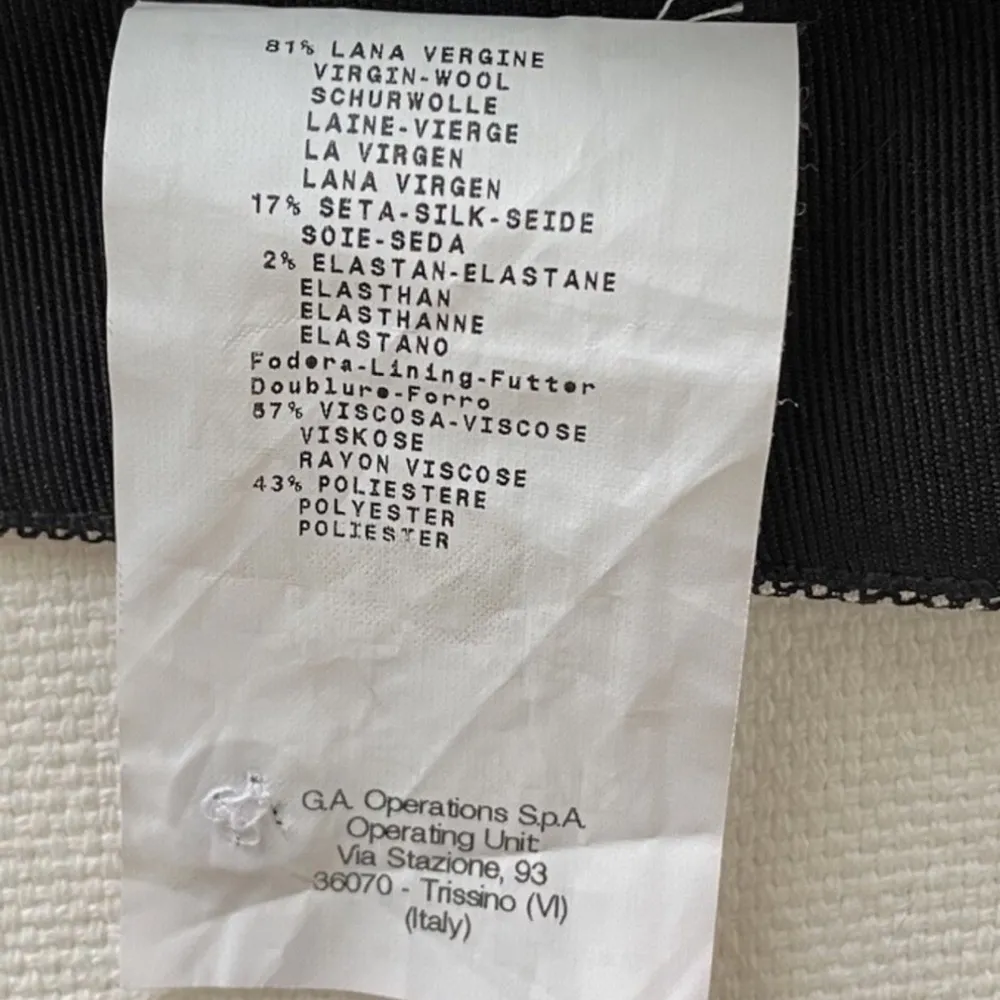 81% LANA VERGINE
VIRGIN-WOOL
SCHURWOLLE
LAINE-VIERGE
LA VIRGEN
LANA VIRGEN
17% SETA-SILK-SEIDE
SOIE-SEDA
2% ELASTAN-ELASTANE
ELASTHAN
ELASTHANNE
ELASTANO
Fodera-Lining-Futter
Doublure-Forro
57% VISCOSA-VISCOSE
VISKOSE
RAYON VISCOSE
43% POLIESTERE
POLYESTER
POLIESTER
G.A. Operations S.p.A.
Operating Unit:
Via Stazione, 93
36070 - Trissino (VI)
(Italy)